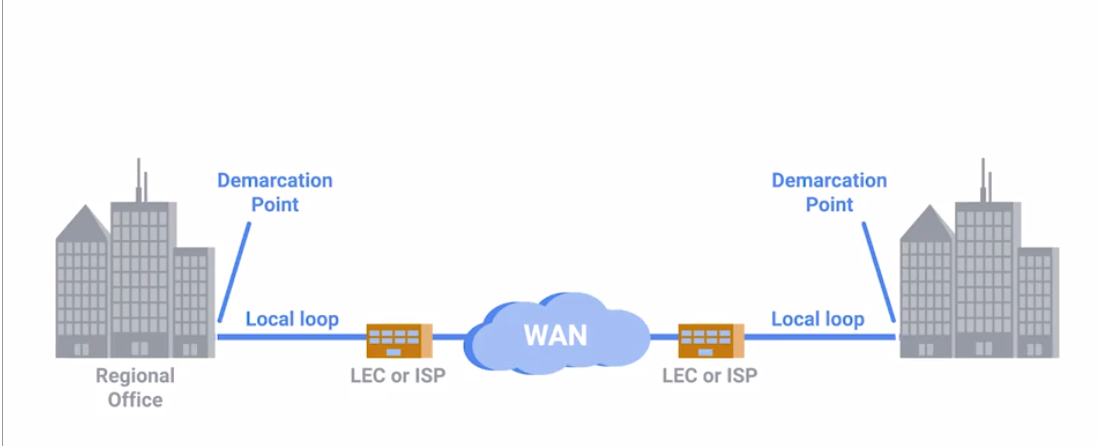 Demarcation
Point
Demarcation
Point
Local loop
Local loop
WAN
Regional
Office
LEC or ISP
LEC or ISP